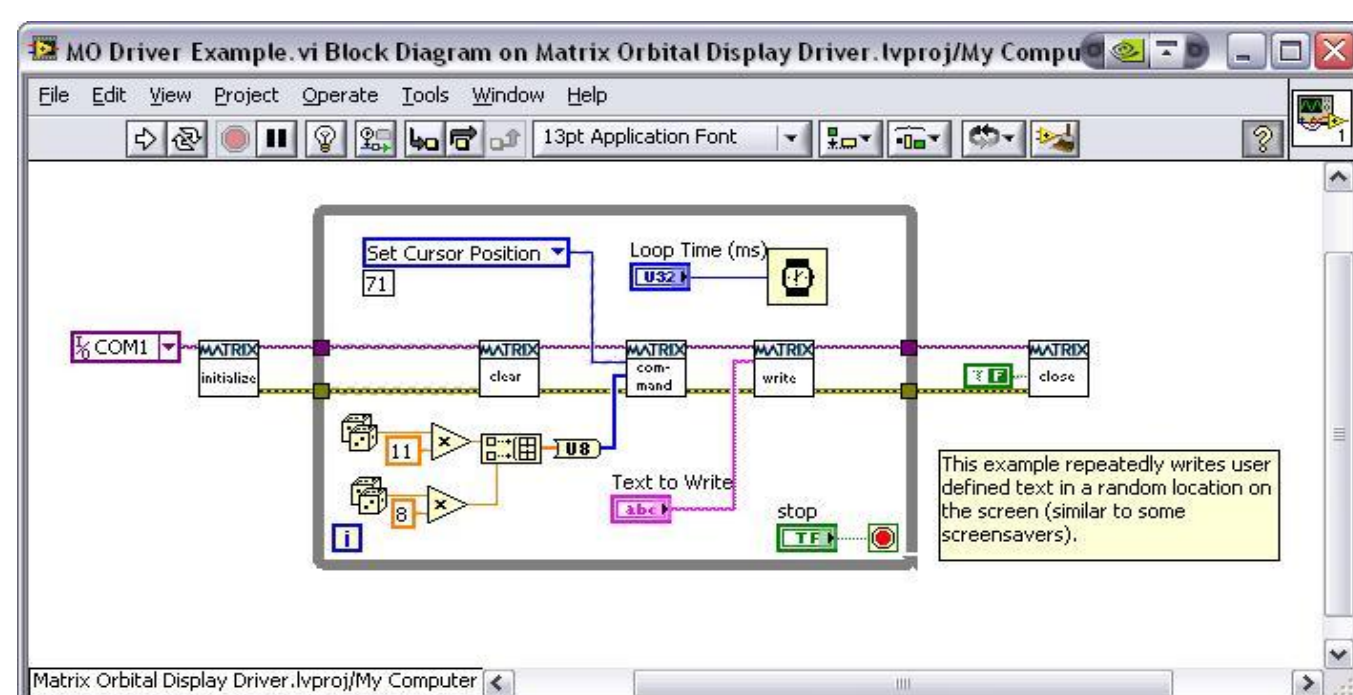 MO Driver Example.vi Block Diagram on Matrix Orbital Display Driver.lvproj/My Compu
File Edit View Project Operate Tools Window Help
13pt Application Font
1
Set Cursor Position
71
Loop Time (ms)
U32
COM1
MATRIX
initialize
MATRIX
clear
MATRIX
com-
mand
MATRIX
write
F
MATRIX
close
11
U8
8
Text to Write
abc
stop
TF
i
This example repeatedly writes user
defined text in a random location on
the screen (similar to some
screensavers).
Matrix Orbital Display Driver.lvproj/My Computer